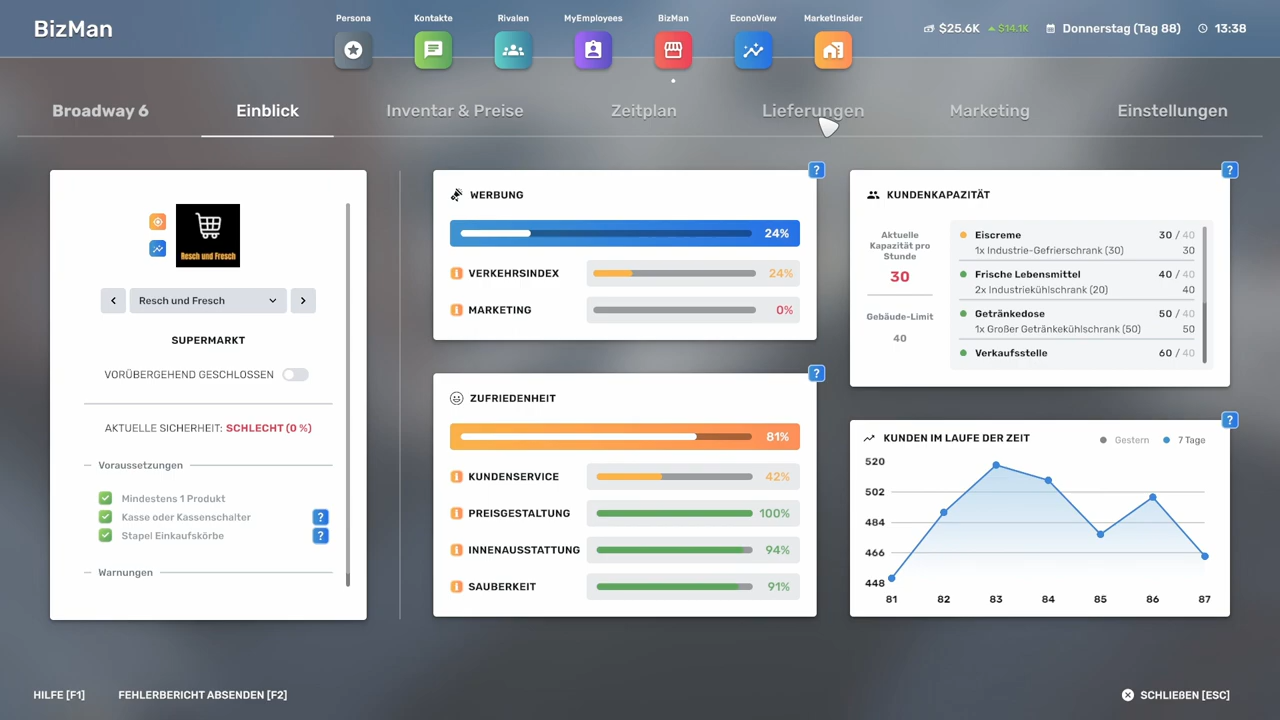 BizMan
Persona
Kontakte
Rivalen
MyEmployees
BizMan
EconoView
MarketInsider
$25.6K
$14.1K
Donnerstag (Tag 88)
13:38
Broadway 6
Einblick
Inventar & Preise
Zeitplan
Lieferungen
Marketing
Einstellungen
Resch und Fresch
Resch und Fresch
SUPERMARKT
VORÜBERGEHEND GESCHLOSSEN
AKTUELLE SICHERHEIT: SCHLECHT (0 %)
Voraussetzungen
Mindestens 1 Produkt
Kasse oder Kassenschalter
?
Stapel Einkaufskörbe
?
Warnungen
?
WERBUNG
24%
VERKEHRSINDEX
24%
MARKETING
0%
?
ZUFRIEDENHEIT
81%
KUNDENSERVICE
42%
PREISGESTALTUNG
100%
INNENAUSSTATTUNG
94%
SAUBERKEIT
91%
?
KUNDENKAPAZITÄT
Aktuelle
Kapazität pro
Stunde
30
Gebäude-Limit
40
Eiscreme 30 / 40
1x Industrie-Gefrierschrank (30) 30
Frische Lebensmittel 40 / 40
2x Industriekühlschrank (20) 40
Getränkedose 50 / 40
1x Großer Getränkekühlschrank (50) 50
Verkaufsstelle 60 / 40
?
KUNDEN IM LAUFE DER ZEIT
Gestern
7 Tage
520
502
484
466
448
81 82 83 84 85 86 87
HILFE [F1]
FEHLERBERICHT ABSENDEN [F2]
SCHLIEßEN [ESC]